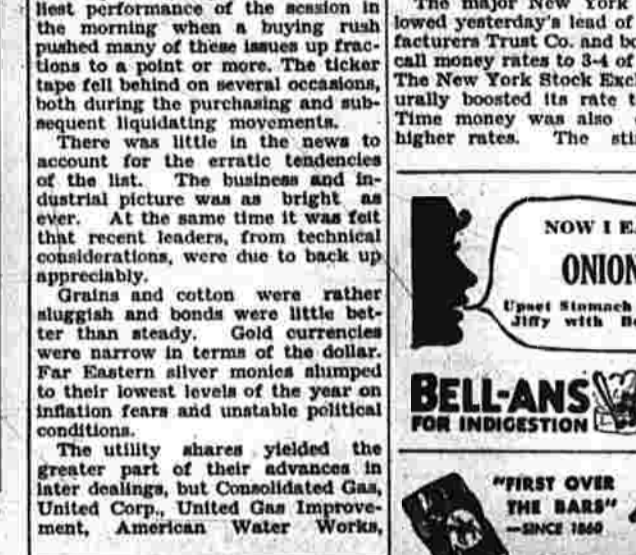 liest performance of the session in
the morning when a buying rush
pushed many of these issues up frac-
tions to a point or more. The ticker
tape fell behind on several occasions,
both during the purchasing and sub-
sequent liquidating movements.
There was little in the news to
account for the erratic tendencies
of the list. The business and in-
dustrial picture was as bright as
ever. At the same time it was felt
that recent leaders, from technical
considerations, were due to back up
appreciably.
Grains and cotton were rather
sluggish and bonds were little bet-
ter than steady. Gold currencies
were narrow in terms of the dollar.
Far Eastern silver monies slumped
to their lowest levels of the year on
inflation fears and unstable political
conditions.
The utility shares yielded the
greater part of their advances in
later dealings, but Consolidated Gas,
United Corp., United Gas Improve-
ment, American Water Works,
The major New York
lowed yesterday's lead of
facturers Trust Co. and
call money rates to 3-4 of
The New York Stock Exc
urally boosted its rate
Time money was also
higher rates. The
NOW I
ONION
Upset Stomach
Jiffy with
BELL-ANS
FOR INDIGESTION
"FIRST OVER
THE BARS"
—SINCE 1860